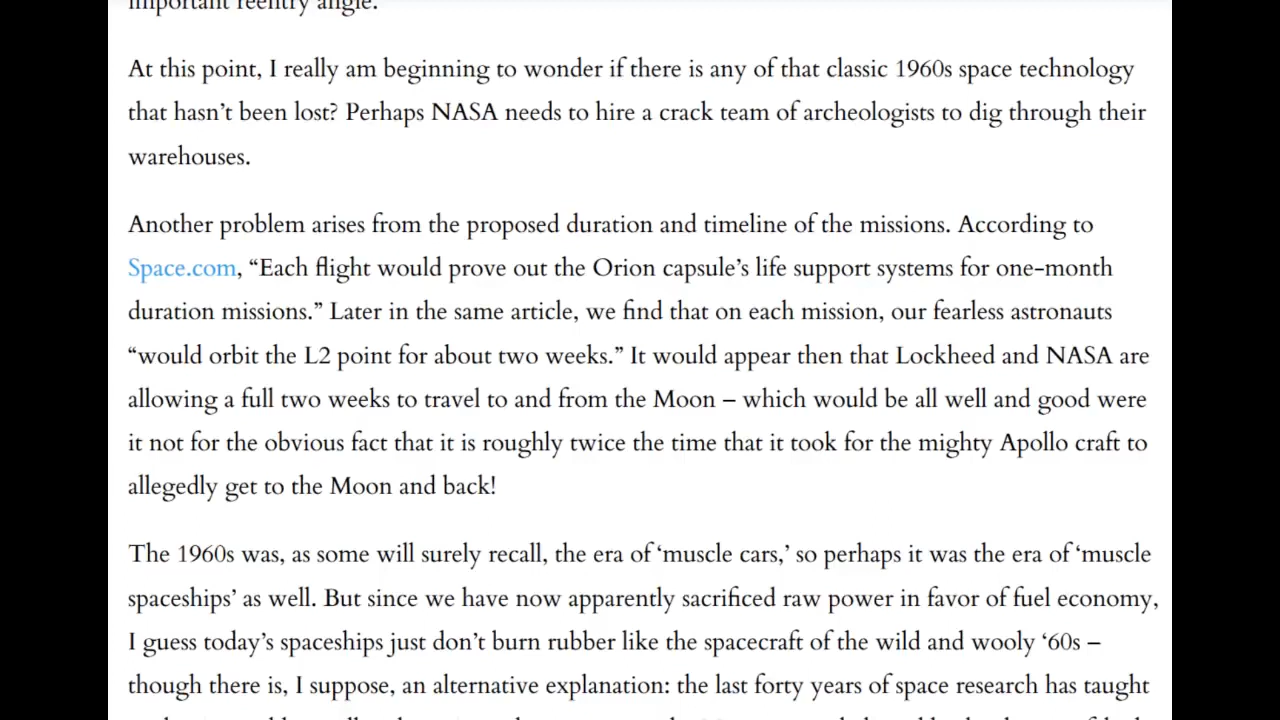 important reentry angle.
At this point, I really am beginning to wonder if there is any of that classic 1960s space technology
that hasn’t been lost? Perhaps NASA needs to hire a crack team of archeologists to dig through their
warehouses.
Another problem arises from the proposed duration and timeline of the missions. According to
Space.com, “Each flight would prove out the Orion capsule’s life support systems for one-month
duration missions.” Later in the same article, we find that on each mission, our fearless astronauts
“would orbit the L2 point for about two weeks.” It would appear then that Lockheed and NASA are
allowing a full two weeks to travel to and from the Moon – which would be all well and good were
it not for the obvious fact that it is roughly twice the time that it took for the mighty Apollo craft to
allegedly get to the Moon and back!
The 1960s was, as some will surely recall, the era of ‘muscle cars,’ so perhaps it was the era of ‘muscle
spaceships’ as well. But since we have now apparently sacrificed raw power in favor of fuel economy,
I guess today’s spaceships just don’t burn rubber like the spacecraft of the wild and wooly ‘60s –
though there is, I suppose, an alternative explanation: the last forty years of space research has taught